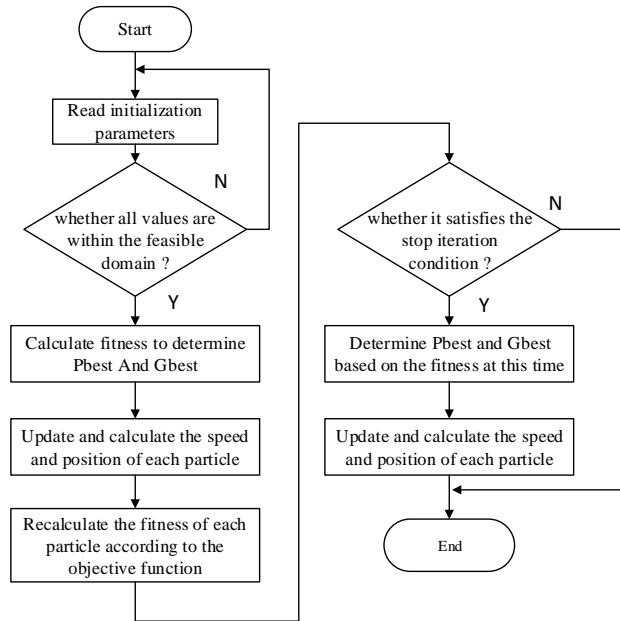 Start
Read initialization
parameters
N
whether all values are
within the feasible
domain ?
Y
Calculate fitness to determine
Pbest And Gbest
Update and calculate the speed
and position of each particle
Recalculate the fitness of each
particle according to the
objective function
whether it satisfies the
stop iteration
condition ?
N
Y
Determine Pbest and Gbest
based on the fitness at this time
Update and calculate the speed
and position of each particle
End